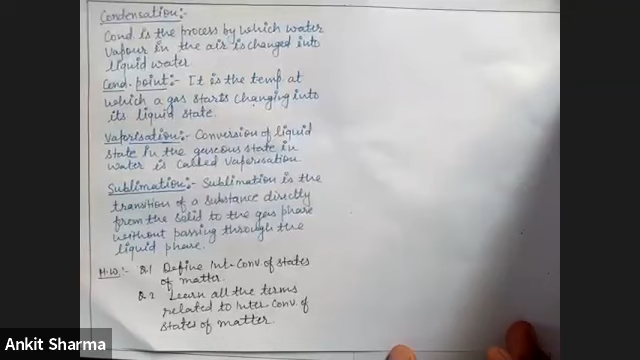 Condensation:-
Cond is the process by which water
vapour in the air is changed into
liquid water
Cond. point:- It is the temp. at
which a gas starts changing into
its liquid state.
Vaporisation:- Conversion of liquid
state in the gaseous state in
water is called vaporisation.
Sublimation:- Sublimation is the
transition of a substance directly
from the solid to the gas phase
without passing through the
liquid phase.
H.W:- Q.1 Define Int-Conv. of states
of matter.
Q.2 Learn all the terms
related to Inter-Conv. of
States of matter.
Ankit Sharma